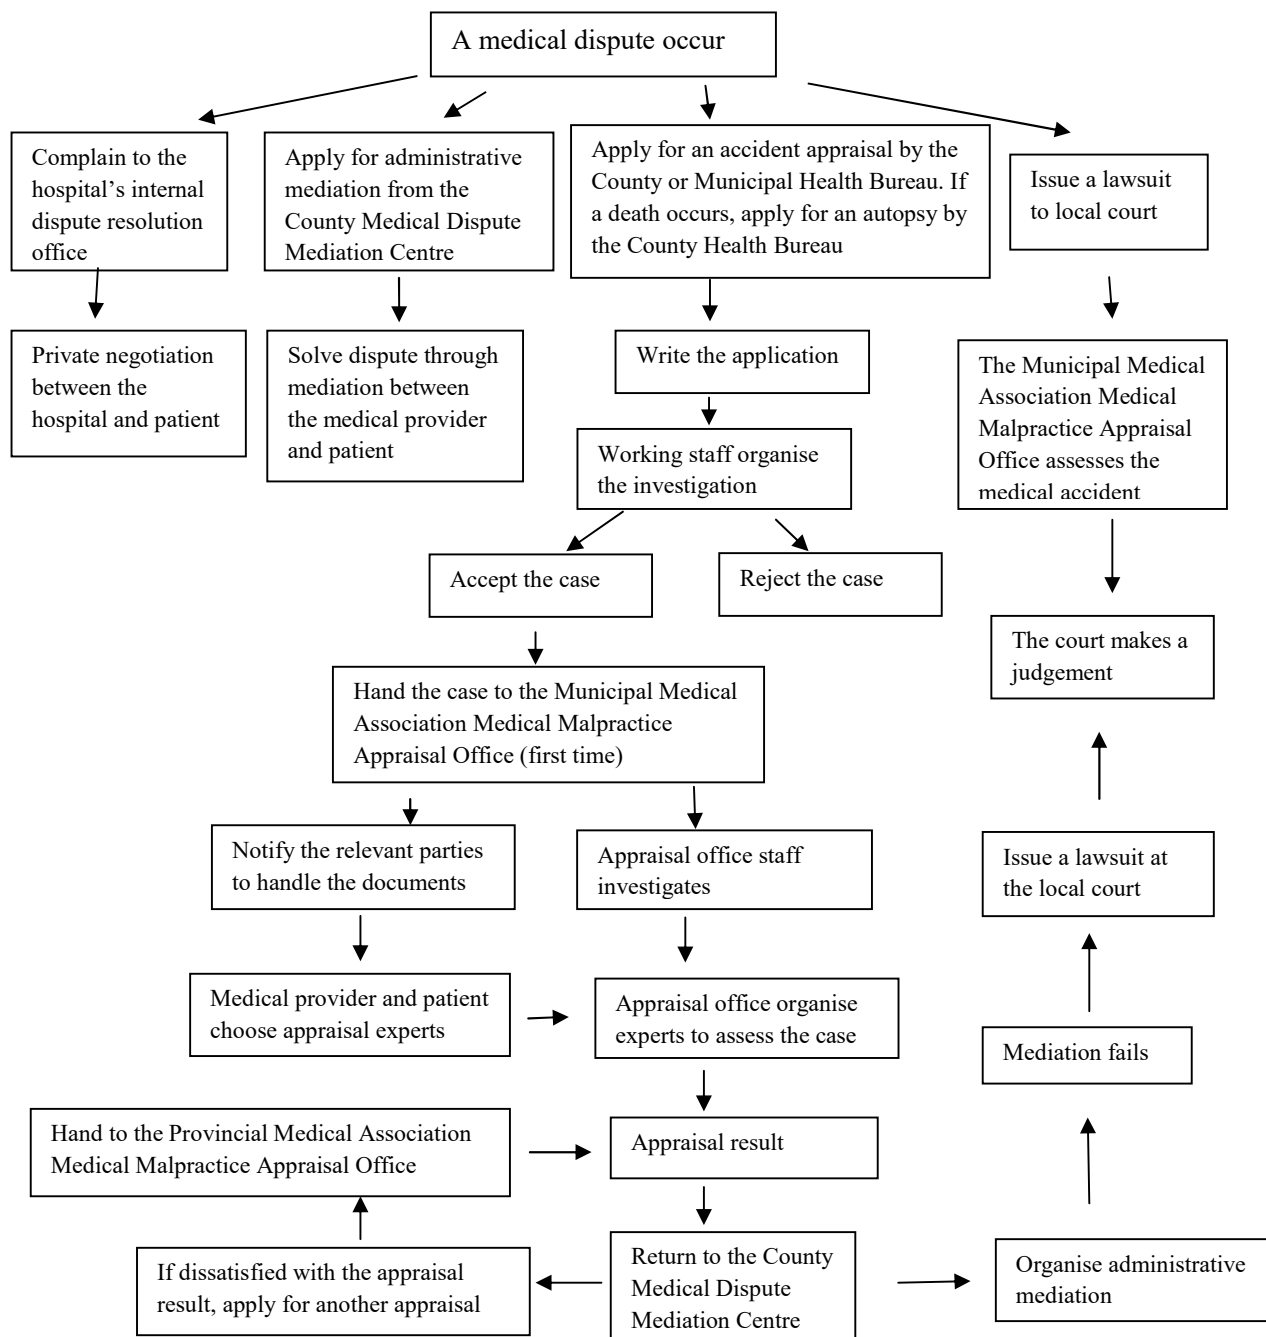 A medical dispute occur
Complain to the
hospital's internal
dispute resolution
office
Apply for administrative
mediation from the
County Medical Dispute
Mediation Centre
Apply for an accident appraisal by the
County or Municipal Health Bureau. If
a death occurs, apply for an autopsy by
the County Health Bureau
Issue a lawsuit
to local court
Private negotiation
between the
hospital and patient
Solve dispute through
mediation between
the medical provider
and patient
Write the application
The Municipal Medical
Association Medical
Malpractice Appraisal
Office assesses the
medical accident
Working staff organise
the investigation
Accept the case
Reject the case
The court makes a
judgement
Hand the case to the Municipal Medical
Association Medical Malpractice
Appraisal Office (first time)
Notify the relevant parties
to handle the documents
Appraisal office staff
investigates
Issue a lawsuit at
the local court
Medical provider and patient
choose appraisal experts
Appraisal office organise
experts to assess the case
Mediation fails
Hand to the Provincial Medical Association
Medical Malpractice Appraisal Office
Appraisal result
If dissatisfied with the appraisal
result, apply for another appraisal
Return to the County
Medical Dispute
Mediation Centre
Organise administrative
mediation